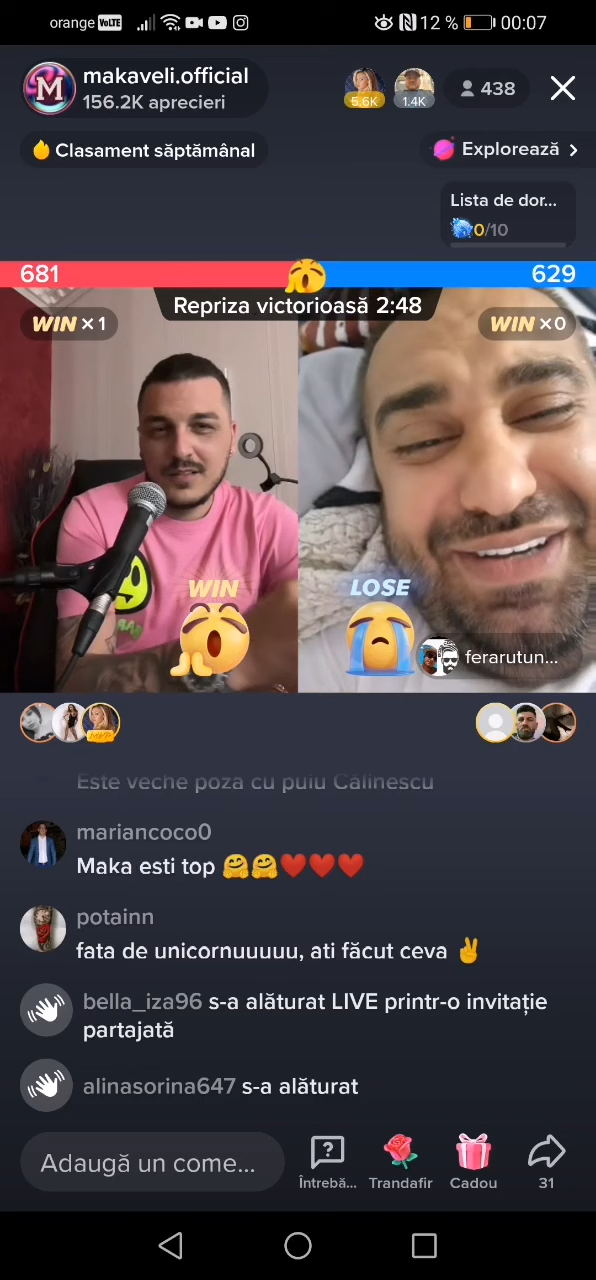 orange VoLTE 12 % 00:07
M makaveli.official
156.2K aprecieri
5.6K 1.4K 438
Clasament săptămânal Explorează
Lista de dor...
0/10
681 629
Repriza victorioasă 2:48
WIN x 1 WIN x0
WIN LOSE
ferarutun...
Este veche poza cu puiu Călinescu
mariancoco0
Maka esti top 🤗🤗❤️❤️❤️
potainn
fata de unicornuuuuu, ati făcut ceva ✌️
bella_iza96 s-a alăturat LIVE printr-o invitație
partajată
alinasorina647 s-a alăturat
Adaugă un come...
Întrebă... Trandafir Cadou 31